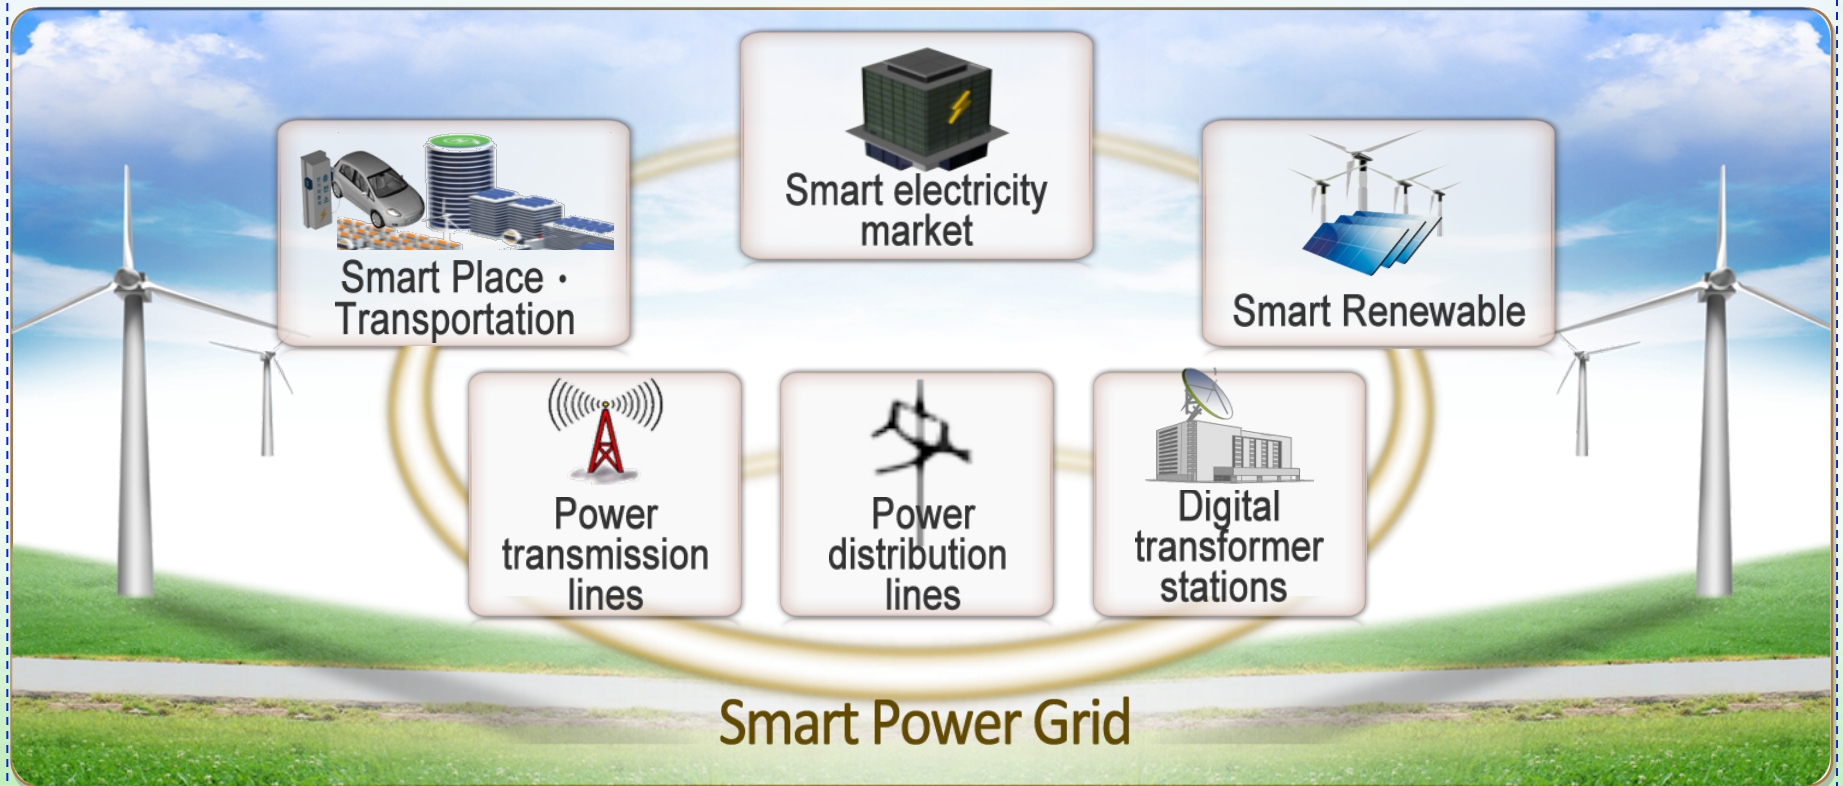 Smart electricity
market
Smart Place ·
Transportation
Smart Renewable
Power
transmission
lines
Power
distribution
lines
Digital
transformer
stations
Smart Power Grid